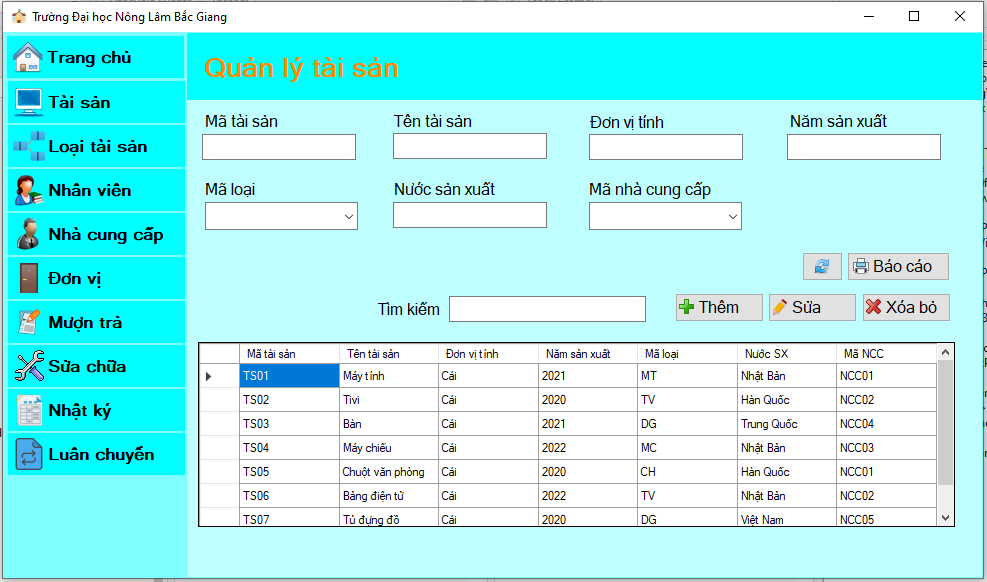 Trường Đại học Nông Lâm Bắc Giang
Trang chủ
Tài sản
Loại tài sản
Nhân viên
Nhà cung cấp
Đơn vị
Mượn trả
Sửa chữa
Nhật ký
Luân chuyển
Quản lý tài sản
Mã tài sản Tên tài sản Đơn vị tính Năm sản xuất
Mã loại Nước sản xuất Mã nhà cung cấp
Báo cáo
Tìm kiếm Thêm Sửa Xóa bỏ
Mã tài sản Tên tài sản Đơn vị tính Năm sản xuất Mã loại Nước SX Mã NCC
TS01 Máy tính Cái 2021 MT Nhật Bản NCC01
TS02 Tivi Cái 2020 TV Hàn Quốc NCC02
TS03 Bàn Cái 2021 DG Trung Quốc NCC04
TS04 Máy chiếu Cái 2022 MC Nhật Bản NCC03
TS05 Chuột văn phòng Cái 2020 CH Hàn Quốc NCC01
TS06 Bảng điện tử Cái 2022 TV Nhật Bản NCC02
TS07 Tủ đựng đồ Cái 2020 DG Việt Nam NCC05